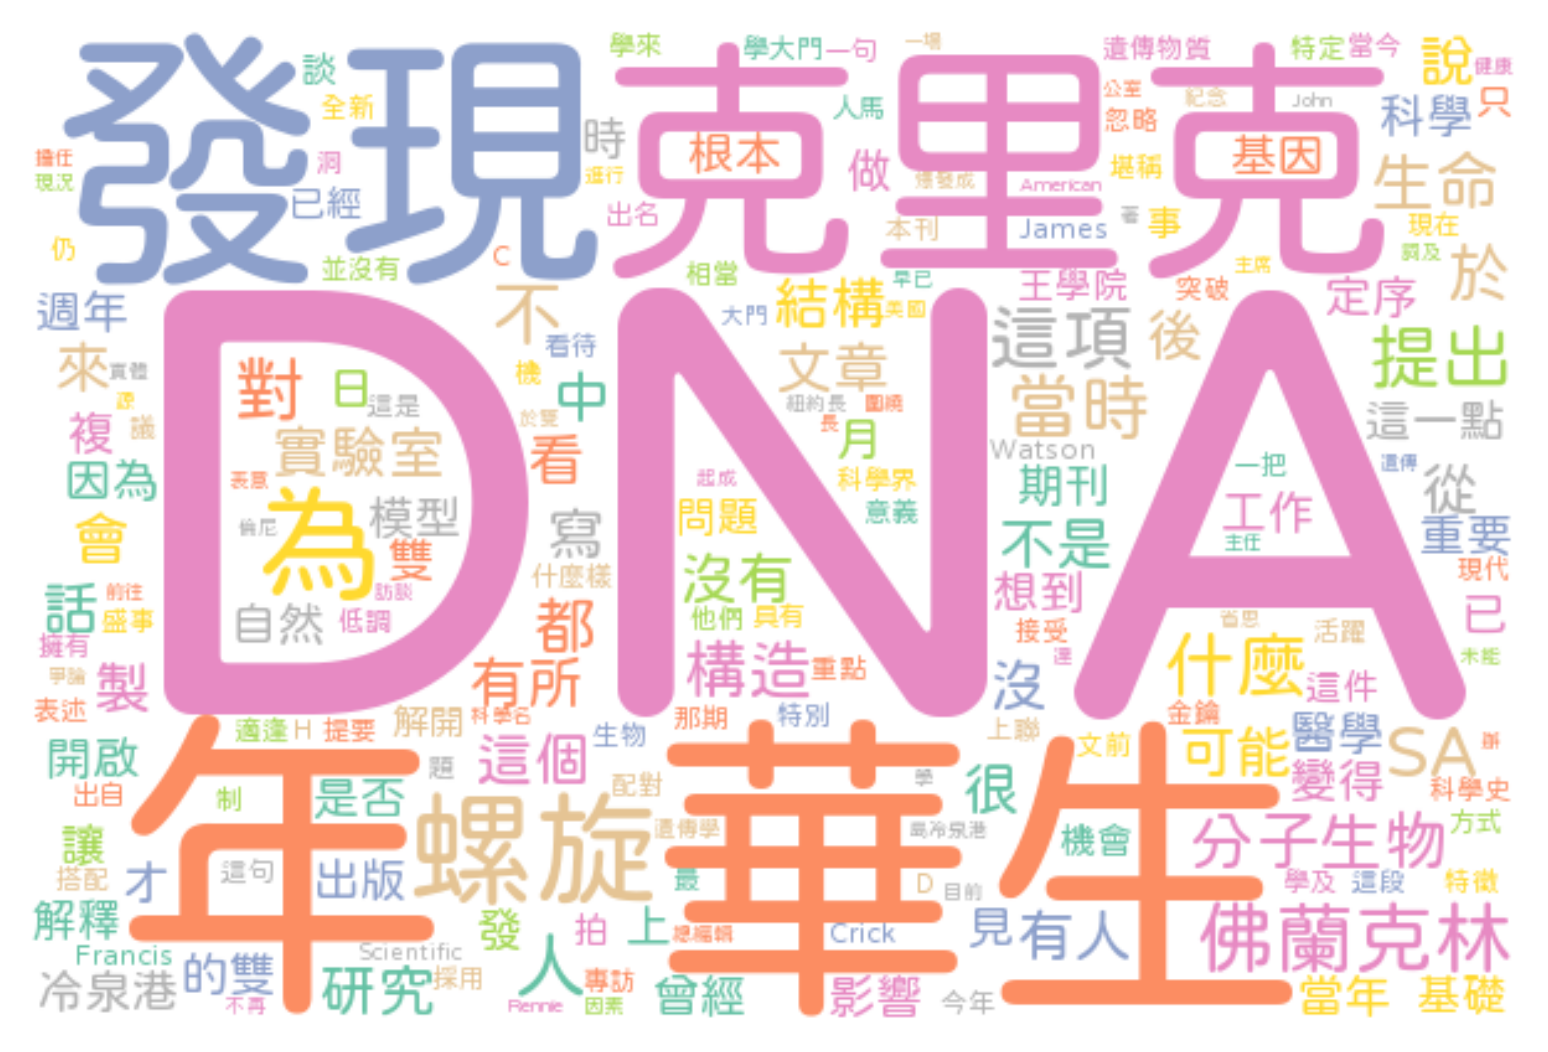 學來
學大門
一句
一場
遺傳物質
特定
當今
說
健康
談
發現
克里克
全新
時
根本
人馬
公室
忽略
紀念
John
科學
只
擔任
現況
洞
已經
進行
出名
做
爆發成
American
堪稱
基因
生命
仍
並沒有
C
相當
本刊
James
著
事
現在
主席
於
週年
不
大門
結構
早已
美國
王學院
突破
定序
DNA
來
實體
對
日
這是
機
看待
中
文章
這項
後
提出
源
複
議
實驗室
於雙
看
紐約長
圍繞
長
月
當時
這一點
因為
表意
為
模型
起成
科學界
Watson
一把
遺傳
從
會
倫尼
雙
寫
問題
意義
期刊
工作
主任
重要
話
前往
訪談
什麼樣
沒有
不是
現代
盛事
自然
低調
都
他們
具有
想到
省思
活躍
已
擁有
接受
未能
製
有所
構造
重點
沒
什麼
這件
表述
適逢
H
提要
解開
科學名
那期
特別
上聯
金鑰
開啟
年華生
題
這個
生物
文前
可能
醫學
SA
出自
制
是否
配對
很
變得
科學史
讓
螺旋
遺傳學
島冷泉港
機會
分子生物
方式
搭配
才
這句
出版
最
D
目前
學及
這段
特徵
解釋
發
拍
上
總編輯
Crick
見
有人
佛蘭克林
Francis
的雙
Scientific
人
冷泉港
不再
研究
採用
Rennie
專訪
因素
曾經
影響
今年
當年
基礎